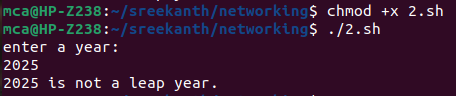 mca@HP-Z238:~/sreekanth/networking$ chmod +x 2.sh
mca@HP-Z238:~/sreekanth/networking$ ./2.sh
enter a year:
2025
2025 is not a leap year.